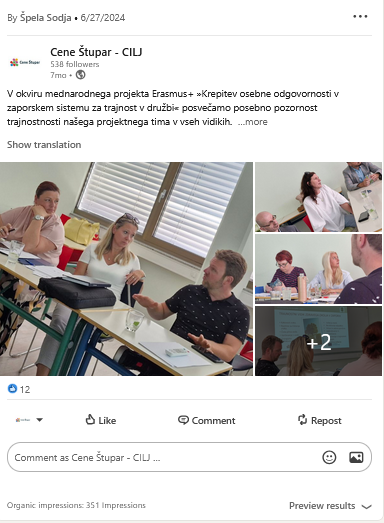 By Špela Sodja • 6/27/2024
Cene Štupar
Cene Štupar - CILJ
538 followers
7mo •
V okviru mednarodnega projekta Erasmus+ »Krepitev osebne odgovornosti v
zaporskem sistemu za trajnost v družbi« posvečamo posebno pozornost
trajnostnosti našega projektnega tima v vseh vidikih. ...more
Show translation
+2
12
Like
Comment
Repost
Comment as Cene Štupar - CILJ ...
Organic impressions: 351 Impressions
Preview results